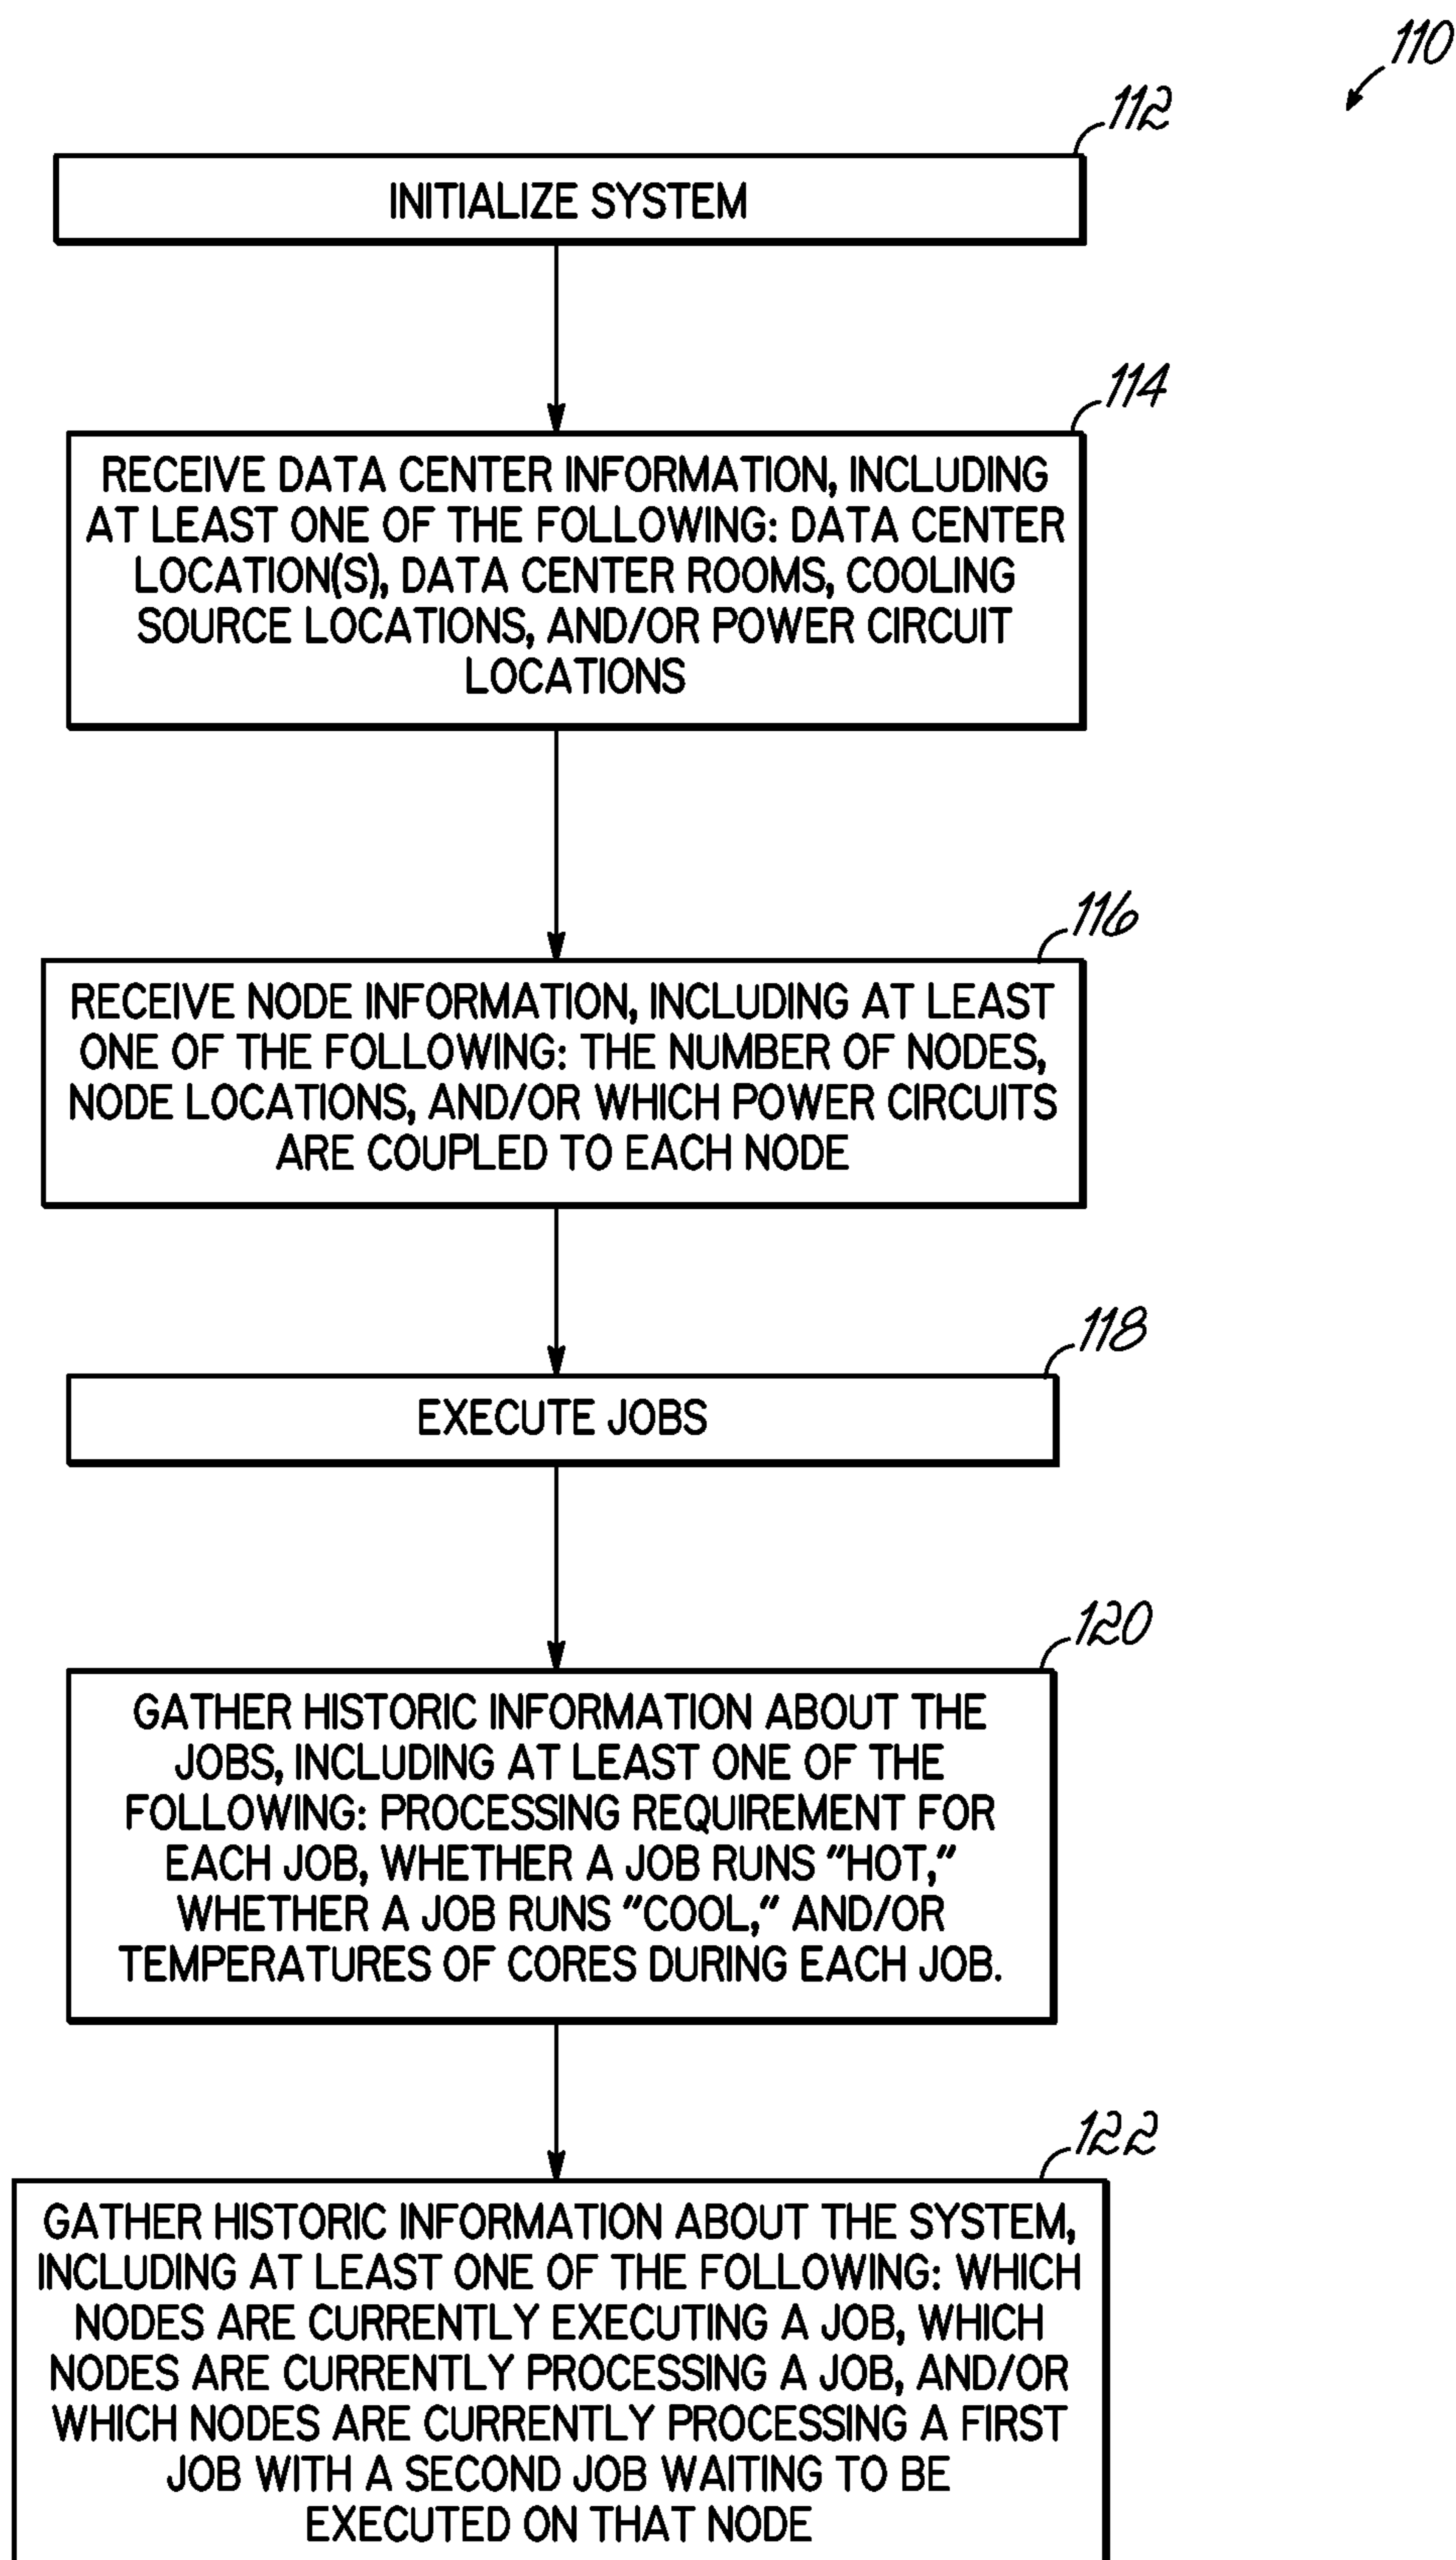 110
112
INITIALIZE SYSTEM
114
RECEIVE DATA CENTER INFORMATION, INCLUDING
AT LEAST ONE OF THE FOLLOWING: DATA CENTER
LOCATION(S), DATA CENTER ROOMS, COOLING
SOURCE LOCATIONS, AND/OR POWER CIRCUIT
LOCATIONS
116
RECEIVE NODE INFORMATION, INCLUDING AT LEAST
ONE OF THE FOLLOWING: THE NUMBER OF NODES,
NODE LOCATIONS, AND/OR WHICH POWER CIRCUITS
ARE COUPLED TO EACH NODE
118
EXECUTE JOBS
120
GATHER HISTORIC INFORMATION ABOUT THE
JOBS, INCLUDING AT LEAST ONE OF THE
FOLLOWING: PROCESSING REQUIREMENT FOR
EACH JOB, WHETHER A JOB RUNS "HOT,"
WHETHER A JOB RUNS "COOL," AND/OR
TEMPERATURES OF CORES DURING EACH JOB.
122
GATHER HISTORIC INFORMATION ABOUT THE SYSTEM,
INCLUDING AT LEAST ONE OF THE FOLLOWING: WHICH
NODES ARE CURRENTLY EXECUTING A JOB, WHICH
NODES ARE CURRENTLY PROCESSING A JOB, AND/OR
WHICH NODES ARE CURRENTLY PROCESSING A FIRST
JOB WITH A SECOND JOB WAITING TO BE
EXECUTED ON THAT NODE